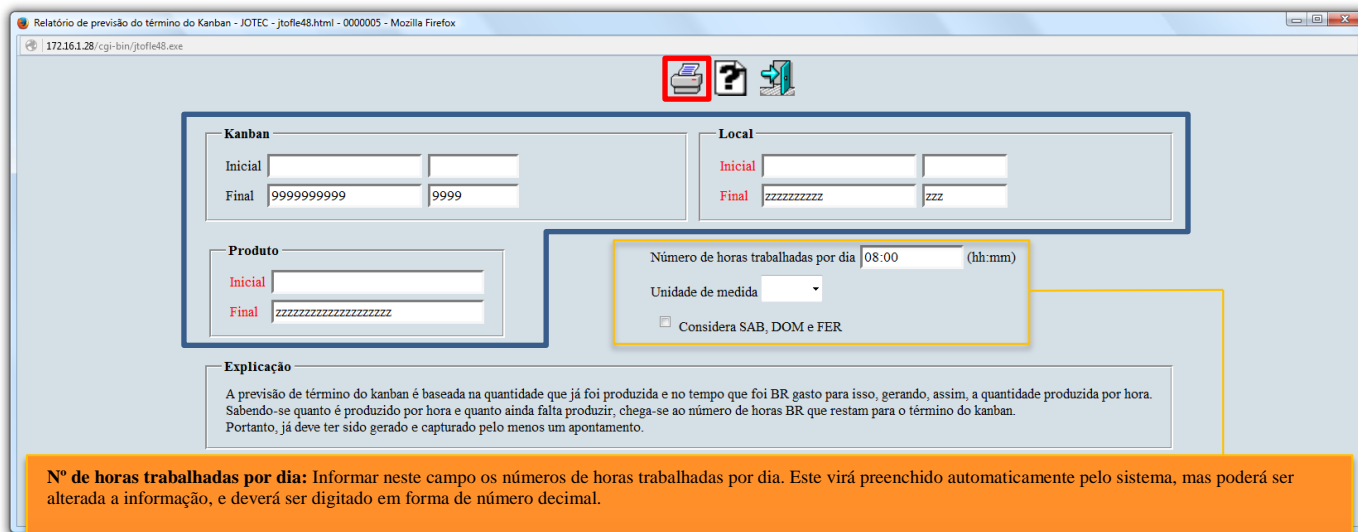 Relatório de previsão do término do Kanban - JOTEC - jtofle48.html - 0000005 - Mozilla Firefox
172.16.1.28/cgi-bin/jtofle48.exe
Kanban
Inicial
Final 9999999999 9999
Local
Inicial
Final zzzzzzzzzz zzz
Produto
Inicial
Final zzzzzzzzzzzzzzzzzzzz
Número de horas trabalhadas por dia 08:00 (hh:mm)
Unidade de medida
Considera SAB, DOM e FER
Explicação
A previsão de término do kanban é baseada na quantidade que já foi produzida e no tempo que foi BR gasto para isso, gerando, assim, a quantidade produzida por hora.
Sabendo-se quanto é produzido por hora e quanto ainda falta produzir, chega-se ao número de horas BR que restam para o término do kanban.
Portanto, já deve ter sido gerado e capturado pelo menos um apontamento.
Nº de horas trabalhadas por dia: Informar neste campo os números de horas trabalhadas por dia. Este virá preenchido automaticamente pelo sistema, mas poderá ser
alterada a informação, e deverá ser digitado em forma de número decimal.